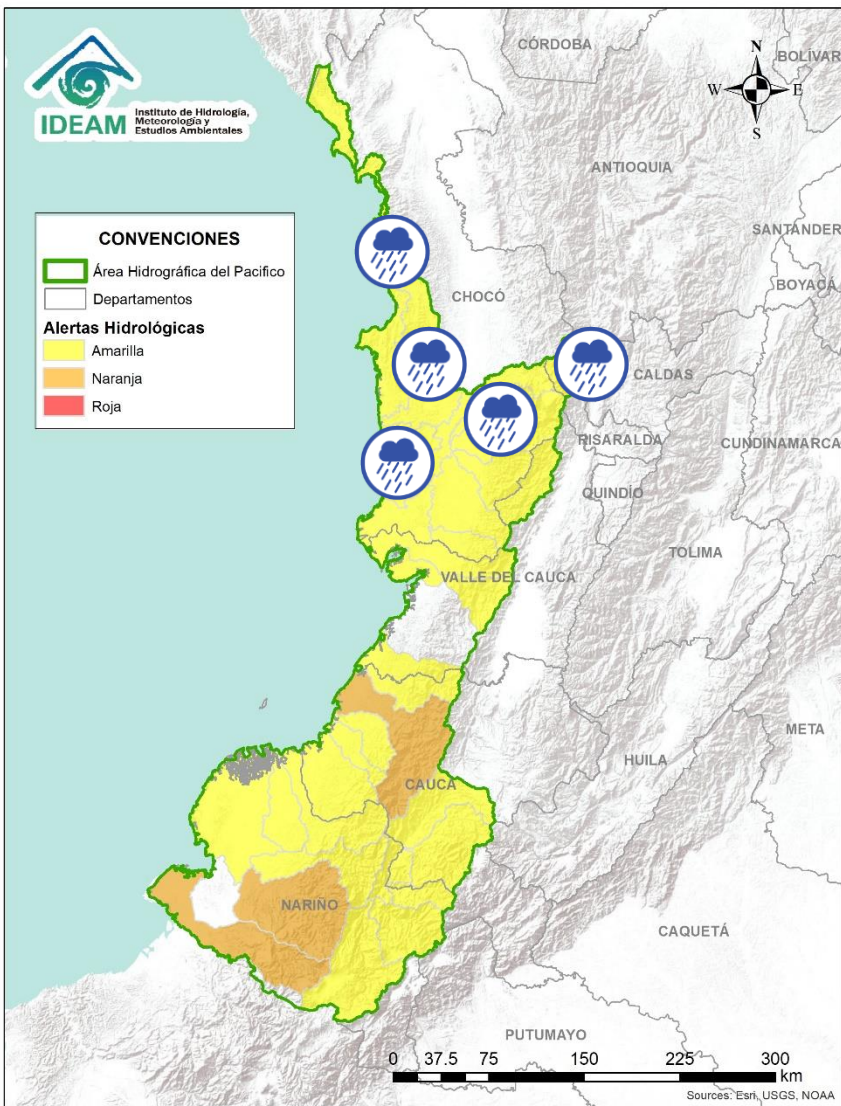 IDEAM
Instituto de Hidrología,
Meteorología y
Estudios Ambientales
CÓRDOBA
BOLÍVAR
N
W
E
S
ANTIOQUIA
SANTANDER
BOYACÁ
CONVENCIONES
Área Hidrográfica del Pacifico
Departamentos
Alertas Hidrológicas
Amarilla
Naranja
Roja
CHOCÓ
CALDAS
RISARALDA
CUNDINAMARCA
QUINDÍO
TOLIMA
VALLE DEL CAUCA
META
HUILA
CAUCA
NARIÑO
CAQUETÁ
PUTUMAYO
0 37.5 75 150 225 300
km
Sources: Esri, USGS, NOAA